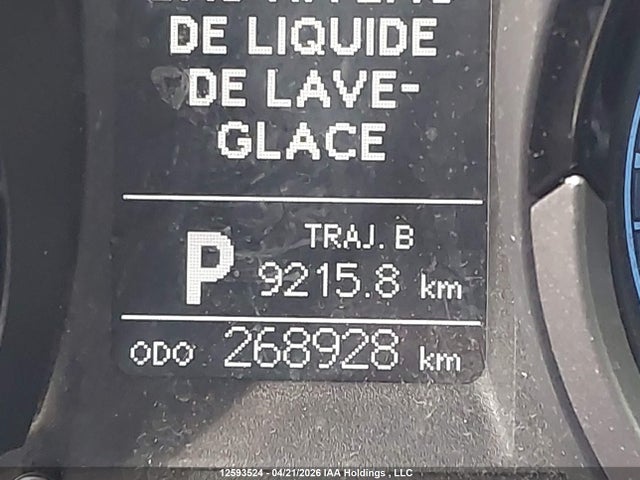 DE LIQUIDE
DE LAVE-
GLACE
TRAJ. B
P 9215.8 km
ODO 268928 km
12593524 - 04/21/2026 IAA Holdings , LLC